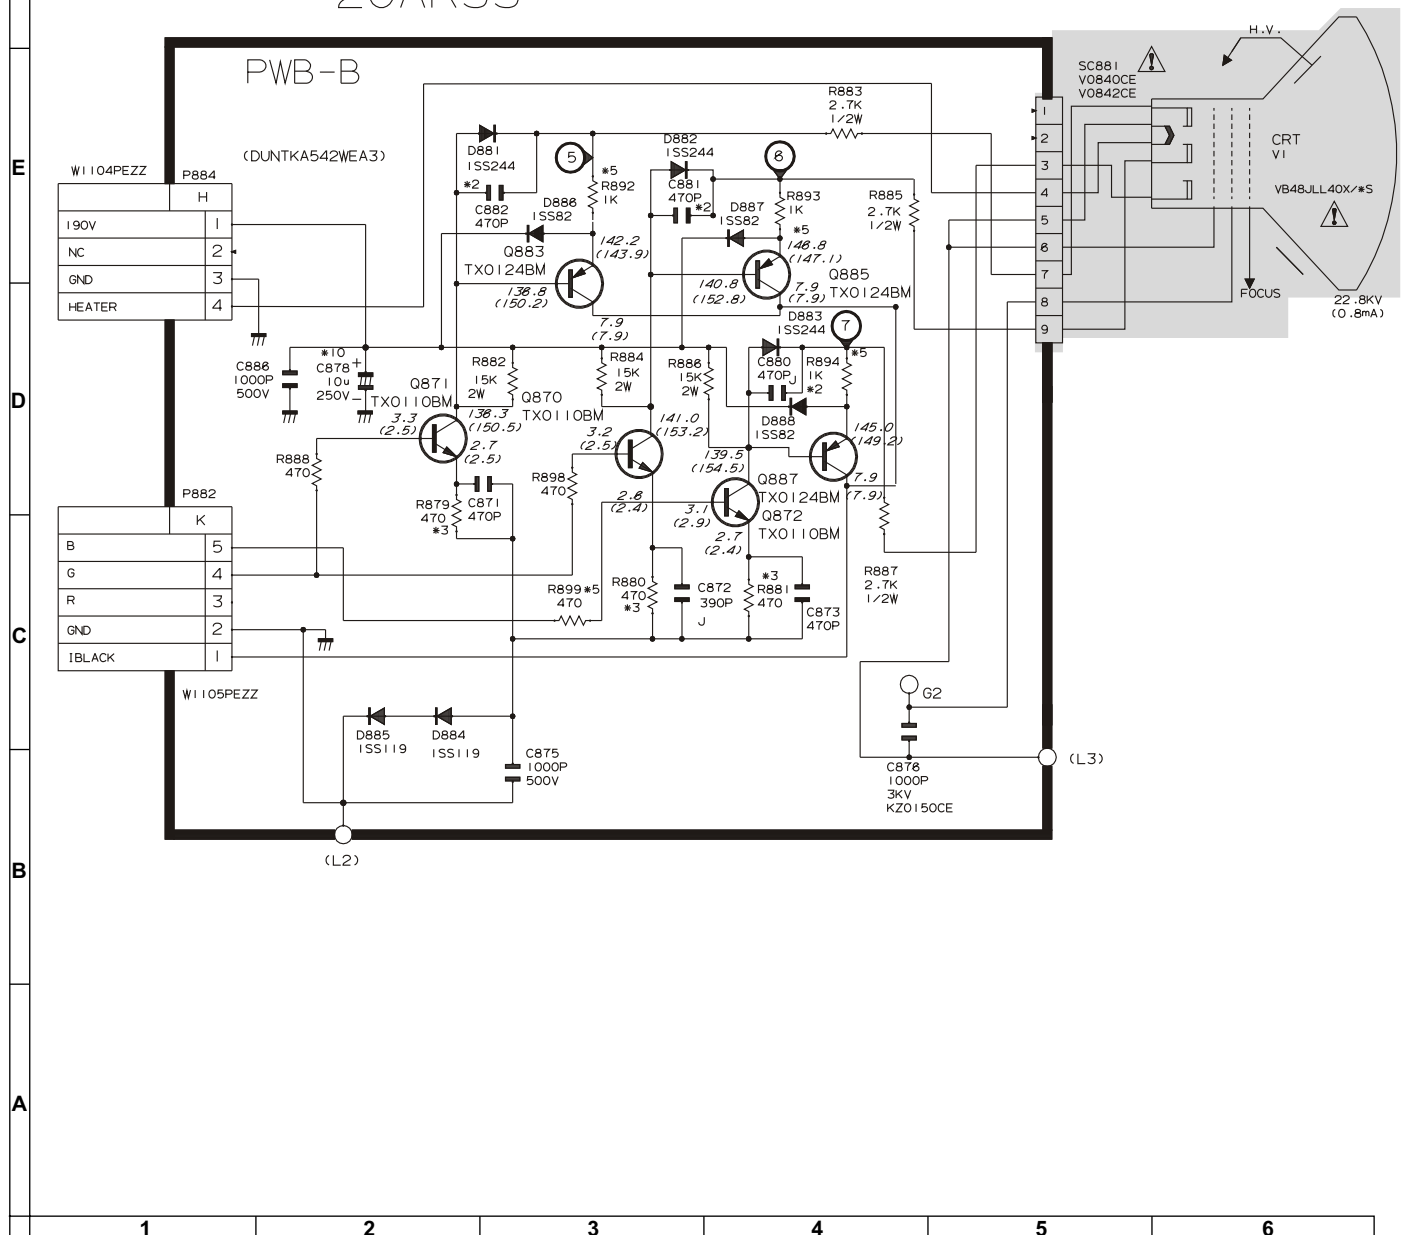 PWB-B
(DUNTKA542WEA3)
W1104PEZZ
P884
H
190V 1
NC 2
GND 3
HEATER 4
D881
1SS244
*2
C882
470P
5
*5
R892
1K
D886
1SS82
Q883
TX0124BM
142.2
(143.9)
136.8
(150.2)
7.9
(7.9)
D882
1SS244
C881
470P
*2
6
R893
1K
*5
D887
1SS82
146.8
(147.1)
140.8
(152.8)
7.9
(7.9)
Q885
TX0124BM
R883
2.7K
1/2W
R885
2.7K
1/2W
SC881
V0840CE
V0842CE
1
2
3
4
5
6
7
8
9
H.V.
CRT
V1
VB48JLL40X/*S
FOCUS
22.8KV
(0.8mA)
C886
1000P
500V
*10
C878
+
10u
250V
-
R882
15K
2W
Q871
TX0110BM
3.3
(2.5)
136.3
(150.5)
2.7
(2.5)
Q870
TX0110BM
R884
15K
2W
R886
15K
2W
141.0
(153.2)
3.2
(2.5)
2.6
(2.4)
D883
1SS244
7
C880
470P
J
R894
1K
*5
*2
D888
1SS82
145.0
(149.2)
139.5
(154.5)
7.9
(7.9)
Q887
TX0124BM
Q872
TX0110BM
3.1
(2.9)
2.7
(2.4)
R888
470
R879
470
*3
C871
470P
R898
470
P882
K
B 5
G 4
R 3
GND 2
IBLACK 1
W1105PEZZ
R899 *5
470
R880
470
*3
C872
390P
J
*3
R881
470
C873
470P
R887
2.7K
1/2W
G2
C876
1000P
3KV
KZ0150CE
(L3)
D885
1SS119
D884
1SS119
C875
1000P
500V
(L2)
E
D
C
B
A
1 2 3 4 5 6